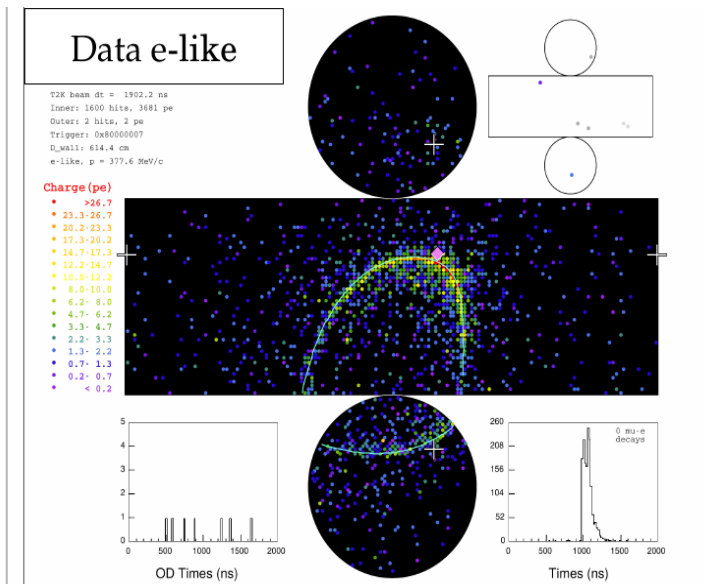 Data e-like
T2K beam dt = 1902.2 ns
Inner: 1600 hits, 3681 pe
Outer: 2 hits, 2 pe
Trigger: 0x80000007
D_wall: 614.4 cm
e-like, p = 377.6 MeV/c
Charge(pe)
>26.7
23.3-26.7
20.2-23.3
17.3-20.2
14.7-17.3
12.2-14.7
10.0-12.2
8.0-10.0
6.2- 8.0
4.7- 6.2
3.3- 4.7
2.2- 3.3
1.3- 2.2
0.7- 1.3
0.2- 0.7
< 0.2
5
4
3
2
1
0
0 500 1000 1500 2000
OD Times (ns)
260
208
156
104
52
0
0 mu-e
decays
0 500 1000 1500 2000
Times (ns)